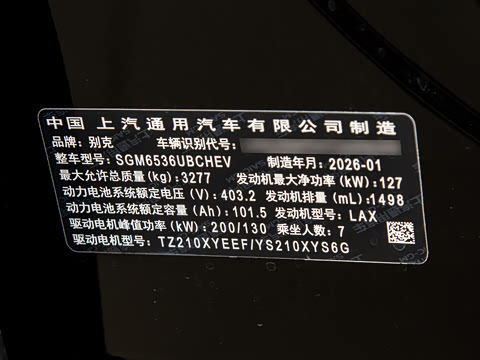 中国 上汽通用汽车有限公司制造
品牌: 别克 车辆识别代号:
整车型号: SGM6536UBCHEV 制造年月: 2026-01
最大允许总质量(kg): 3277 发动机最大净功率(kW): 127
动力电池系统额定电压(V): 403.2 发动机排量(mL): 1498
动力电池系统额定容量(Ah): 101.5 发动机型号: LAX
驱动电机峰值功率(kW): 200/130 乘坐人数: 7
驱动电机型号: TZ210XYEEF/YS210XYS6G